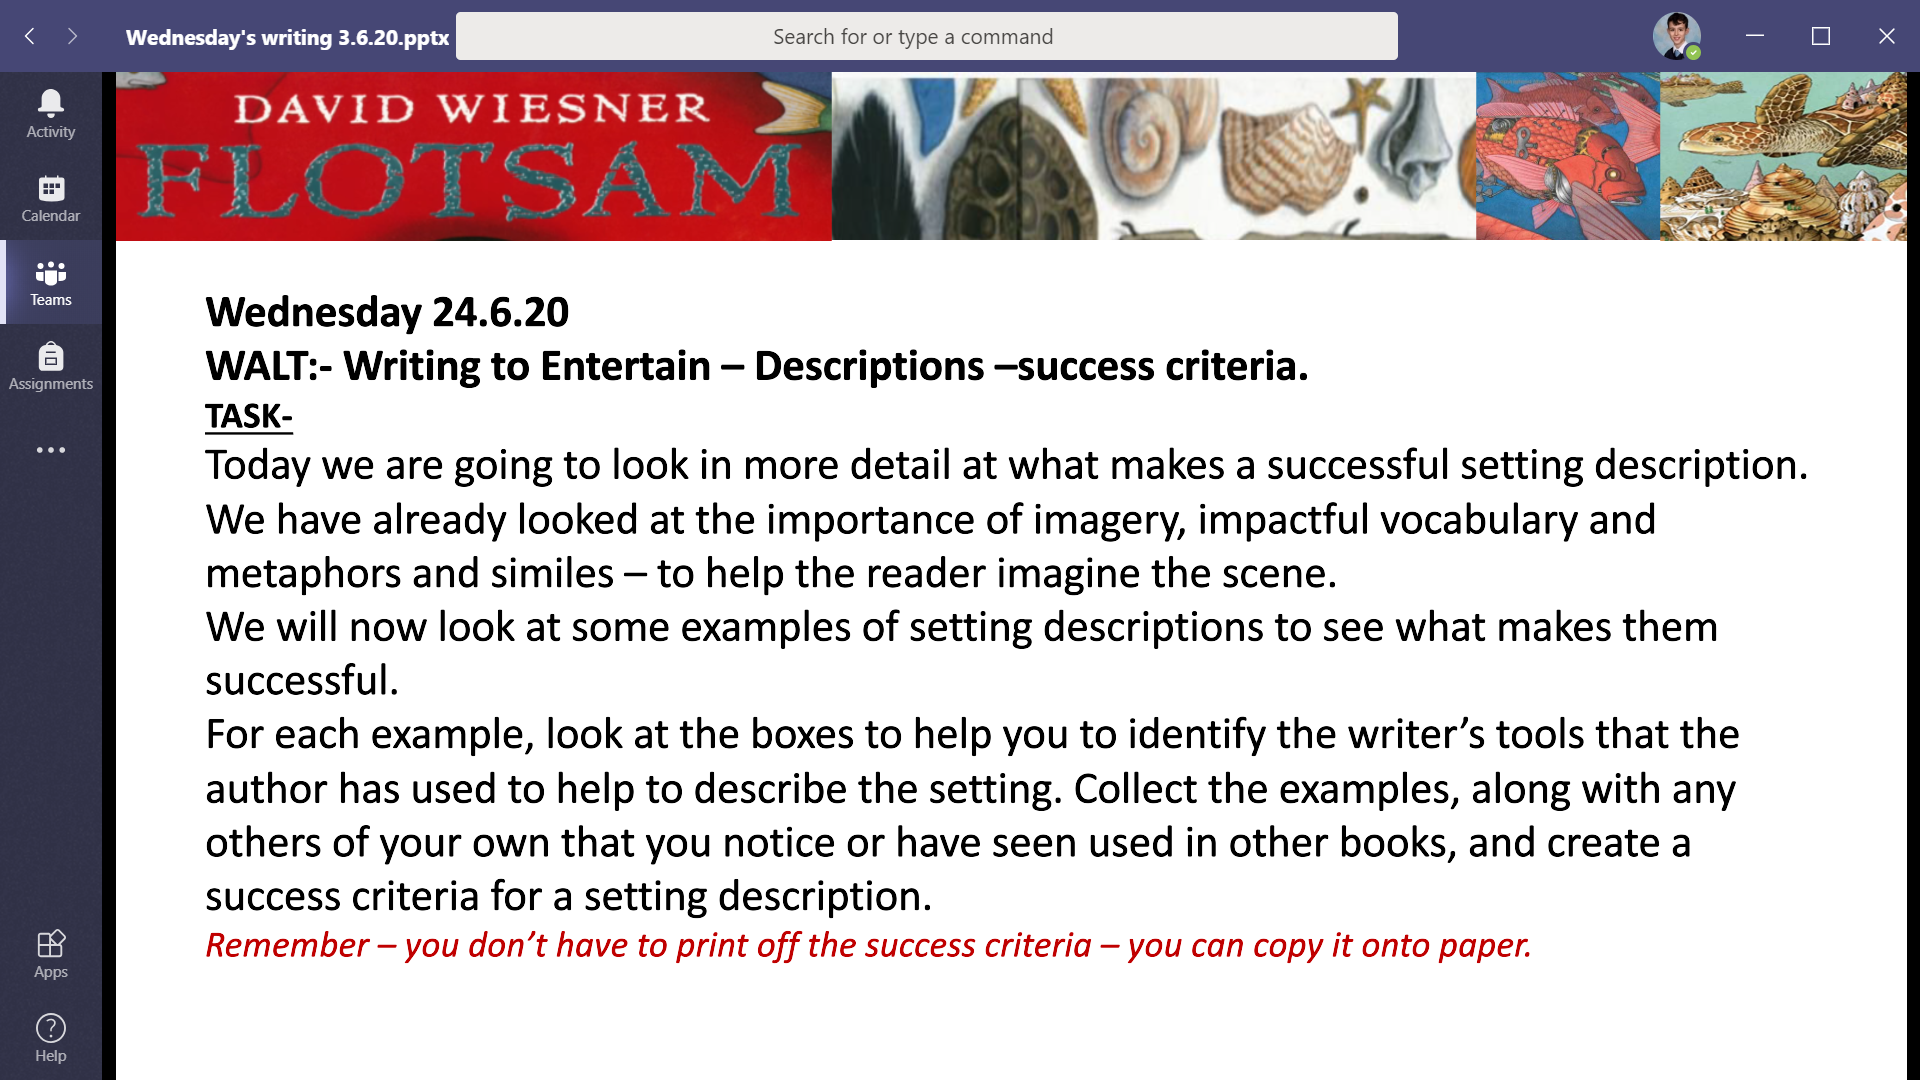 Wednesday's writing 3.6.20.pptx
Search for or type a command
Activity
Calendar
Teams
Assignments
Apps
Help
DAVID WIESNER
FLOTSAM
Wednesday 24.6.20
WALT:- Writing to Entertain – Descriptions –success criteria.
TASK-
Today we are going to look in more detail at what makes a successful setting description.
We have already looked at the importance of imagery, impactful vocabulary and
metaphors and similes – to help the reader imagine the scene.
We will now look at some examples of setting descriptions to see what makes them
successful.
For each example, look at the boxes to help you to identify the writer’s tools that the
author has used to help to describe the setting. Collect the examples, along with any
others of your own that you notice or have seen used in other books, and create a
success criteria for a setting description.
Remember – you don’t have to print off the success criteria – you can copy it onto paper.